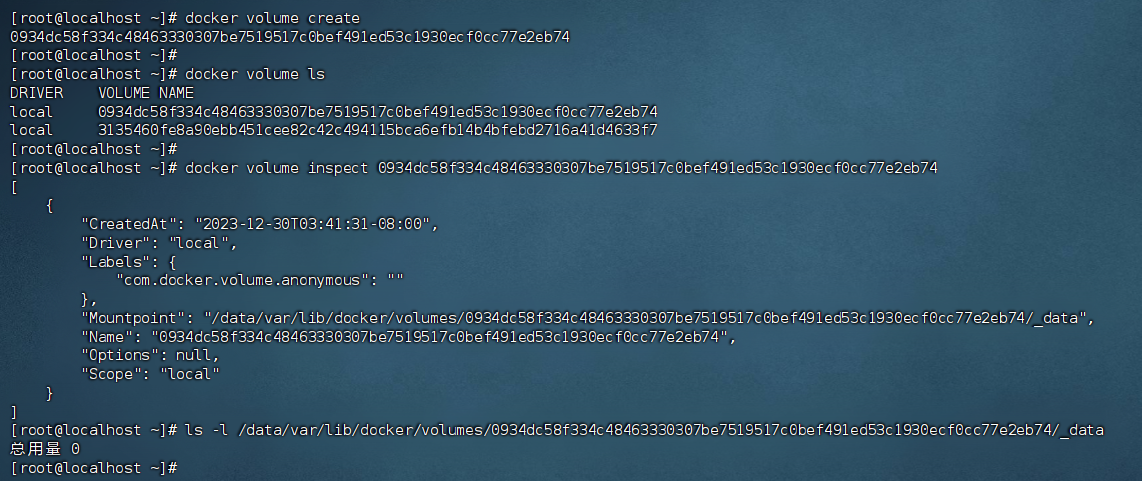 [root@localhost ~]# docker volume create
0934dc58f334c48463330307be7519517c0bef491ed53c1930ecf0cc77e2eb74
[root@localhost ~]#
[root@localhost ~]# docker volume ls
DRIVER    VOLUME NAME
local     0934dc58f334c48463330307be7519517c0bef491ed53c1930ecf0cc77e2eb74
local     3135460fe8a90ebb451cee82c42c494115bca6efb14b4bfebd2716a41d4633f7
[root@localhost ~]#
[root@localhost ~]# docker volume inspect 0934dc58f334c48463330307be7519517c0bef491ed53c1930ecf0cc77e2eb74
[
    {
        "CreatedAt": "2023-12-30T03:41:31-08:00",
        "Driver": "local",
        "Labels": {
            "com.docker.volume.anonymous": ""
        },
        "Mountpoint": "/data/var/lib/docker/volumes/0934dc58f334c48463330307be7519517c0bef491ed53c1930ecf0cc77e2eb74/_data",
        "Name": "0934dc58f334c48463330307be7519517c0bef491ed53c1930ecf0cc77e2eb74",
        "Options": null,
        "Scope": "local"
    }
]
[root@localhost ~]# ls -l /data/var/lib/docker/volumes/0934dc58f334c48463330307be7519517c0bef491ed53c1930ecf0cc77e2eb74/_data
总用量 0
[root@localhost ~]#